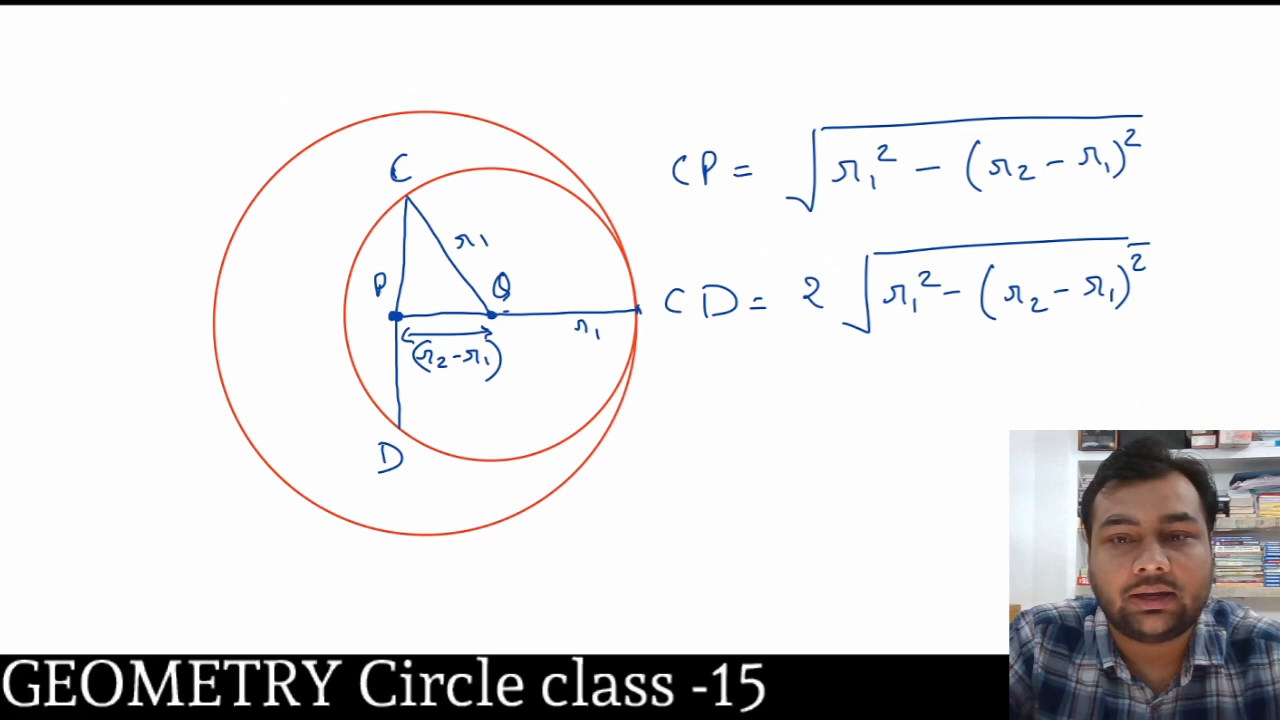 C
r₁
P
Q
r₁
(r₂-r₁)
D
CP = √r₁² - (r₂ - r₁)²
CD = 2 √r₁² - (r₂ - r₁)²
GEOMETRY Circle class -15